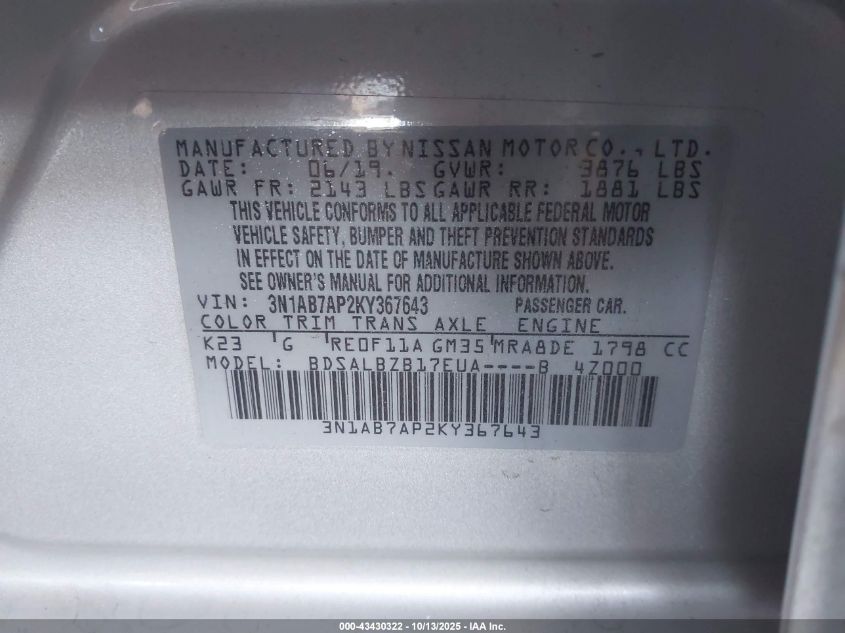 MANUFACTURED BY NISSAN MOTOR CO., LTD.
DATE: 06/19. GVWR: 3876 LBS
GAWR FR: 2143 LBS GAWR RR: 1881 LBS
THIS VEHICLE CONFORMS TO ALL APPLICABLE FEDERAL MOTOR
VEHICLE SAFETY, BUMPER AND THEFT PREVENTION STANDARDS
IN EFFECT ON THE DATE OF MANUFACTURE SHOWN ABOVE.
SEE OWNER'S MANUAL FOR ADDITIONAL INFORMATION.
VIN: 3N1AB7AP2KY367643 PASSENGER CAR.
COLOR TRIM TRANS AXLE ENGINE
K23 G RE0F11A GM35 MRA8DE 1798 CC
MODEL: BDSALBZB17EUA----B 4Z000
3N1AB7AP2KY367643
000-43430322 - 10/13/2025 - IAA Inc.